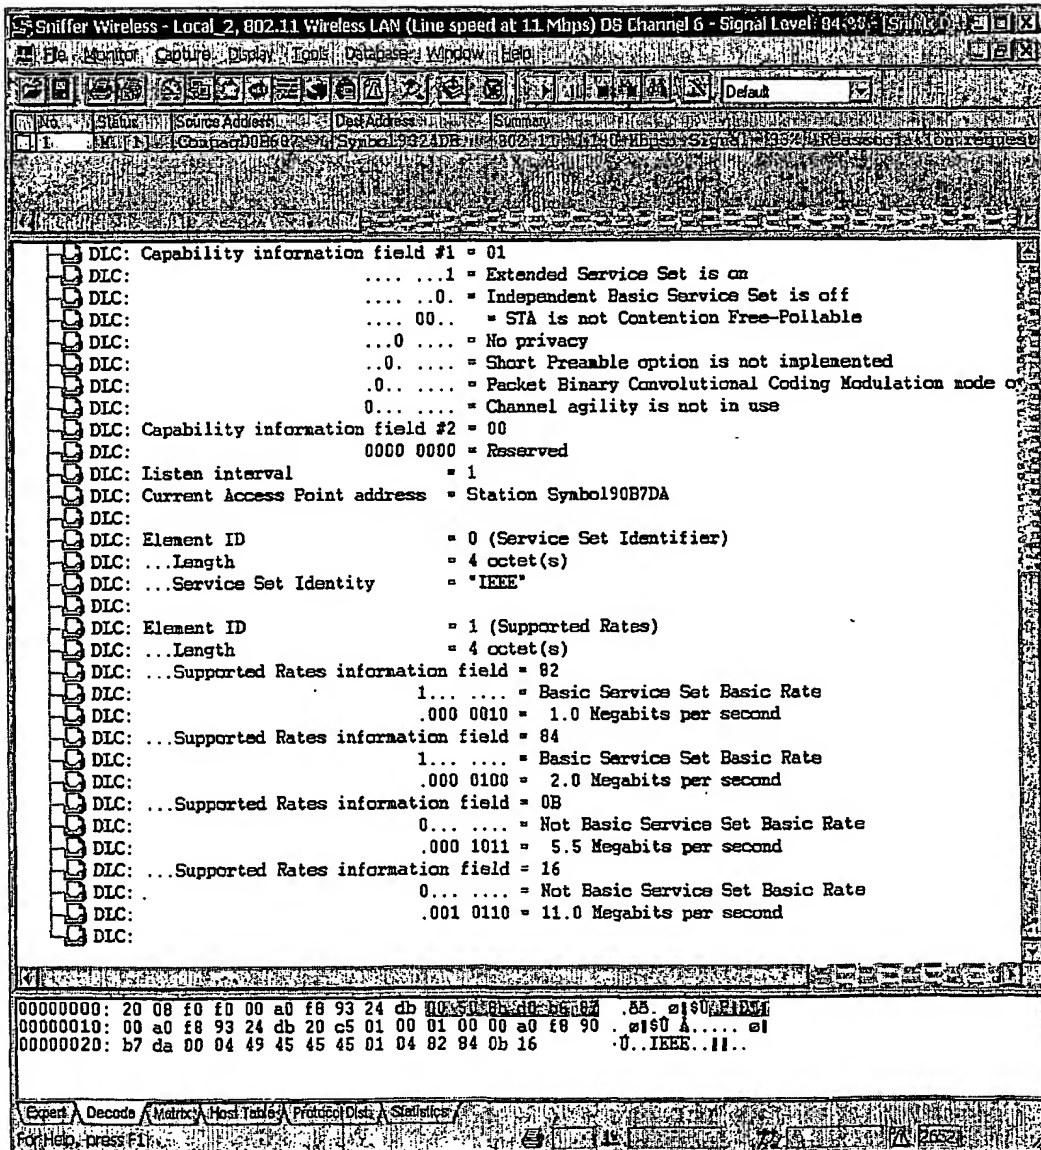 Sniffer Wireless - Local_2, 802.11 Wireless LAN (Line speed at 11 Mbps) DS Channel 6 - Signal Level:
File Monitor Capture Display Tools Database Window Help
Default
No. Status Source Address Dest Address Summary
1 Symbol9324DB
DLC: Capability information field #1 = 01
DLC: .... ...1 = Extended Service Set is on
DLC: .... ..0. = Independent Basic Service Set is off
DLC: .... 00.. = STA is not Contention Free-Pollable
DLC: ...0 .... = No privacy
DLC: ..0. .... = Short Preamble option is not implemented
DLC: .0.. .... = Packet Binary Convolutional Coding Modulation mode o
DLC: 0... .... = Channel agility is not in use
DLC: Capability information field #2 = 00
DLC: 0000 0000 = Reserved
DLC: Listen interval = 1
DLC: Current Access Point address = Station Symbol90B7DA
DLC:
DLC: Element ID = 0 (Service Set Identifier)
DLC: ...Length = 4 octet(s)
DLC: ...Service Set Identity = "IEEE"
DLC:
DLC: Element ID = 1 (Supported Rates)
DLC: ...Length = 4 octet(s)
DLC: ...Supported Rates information field = 82
DLC: 1... .... = Basic Service Set Basic Rate
DLC: .000 0010 = 1.0 Megabits per second
DLC: ...Supported Rates information field = 84
DLC: 1... .... = Basic Service Set Basic Rate
DLC: .000 0100 = 2.0 Megabits per second
DLC: ...Supported Rates information field = 0B
DLC: 0... .... = Not Basic Service Set Basic Rate
DLC: .000 1011 = 5.5 Megabits per second
DLC: ...Supported Rates information field = 16
DLC: 0... .... = Not Basic Service Set Basic Rate
DLC: .001 0110 = 11.0 Megabits per second
DLC:
00000000: 20 08 f0 f0 00 a0 f8 93 24 db 00 50 8b d0 b6
00000010: 00 a0 f8 93 24 db 20 c5 01 00 01 00 00 a0 f8 90
00000020: b7 da 00 04 49 45 45 45 01 04 82 84 0b 16 .Ú..IEEE..||..
Expert Decode Matrix Host Table Protocol Dist. Statistics
For Help, press F1